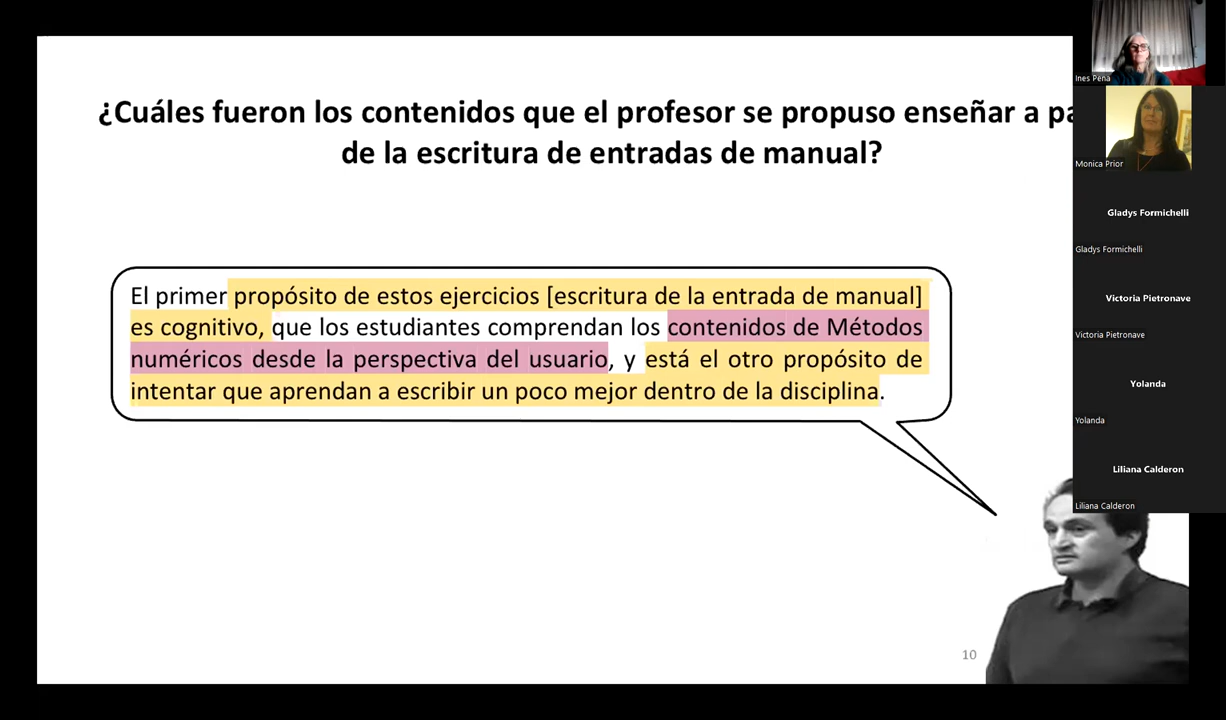 ¿Cuáles fueron los contenidos que el profesor se propuso enseñar a
de la escritura de entradas de manual?
El primer propósito de estos ejercicios [escritura de la entrada de manual]
es cognitivo, que los estudiantes comprendan los contenidos de Métodos
numéricos desde la perspectiva del usuario, y está el otro propósito de
intentar que aprendan a escribir un poco mejor dentro de la disciplina.
10
Ines Pena
Monica Prior
Gladys Formichelli
Gladys Formichelli
Victoria Pietronave
Victoria Pietronave
Yolanda
Yolanda
Liliana Calderon
Liliana Calderon